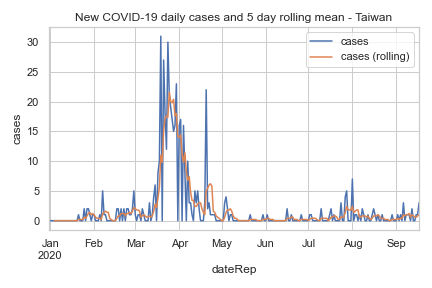 New COVID-19 daily cases and 5 day rolling mean - Taiwan
cases
cases (rolling)
30
25
20
15
10
5
0
cases
Jan Feb Mar Apr May Jun Jul Aug Sep
2020
dateRep